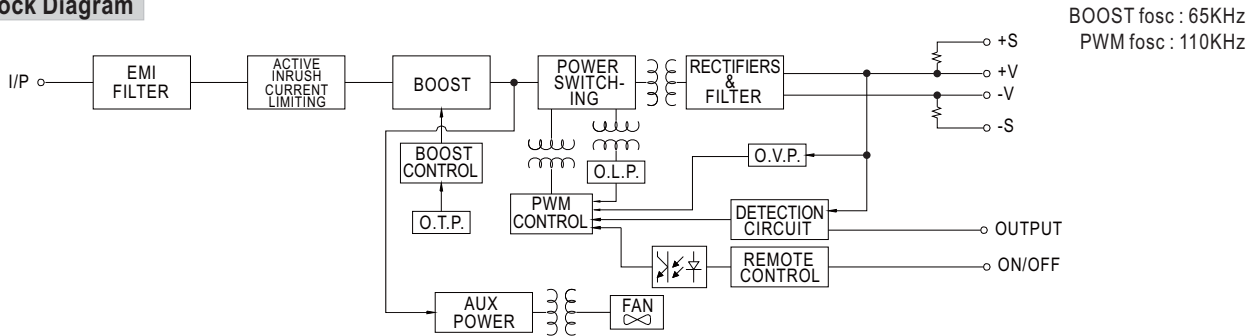 ock Diagram
BOOST fosc : 65KHz
PWM fosc : 110KHz
I/P
EMI
FILTER
ACTIVE
INRUSH
CURRENT
LIMITING
BOOST
POWER
SWITCH-
ING
RECTIFIERS
&
FILTER
+S
+V
-V
-S
BOOST
CONTROL
O.T.P.
O.L.P.
O.V.P.
PWM
CONTROL
DETECTION
CIRCUIT
OUTPUT
REMOTE
CONTROL
ON/OFF
AUX
POWER
FAN